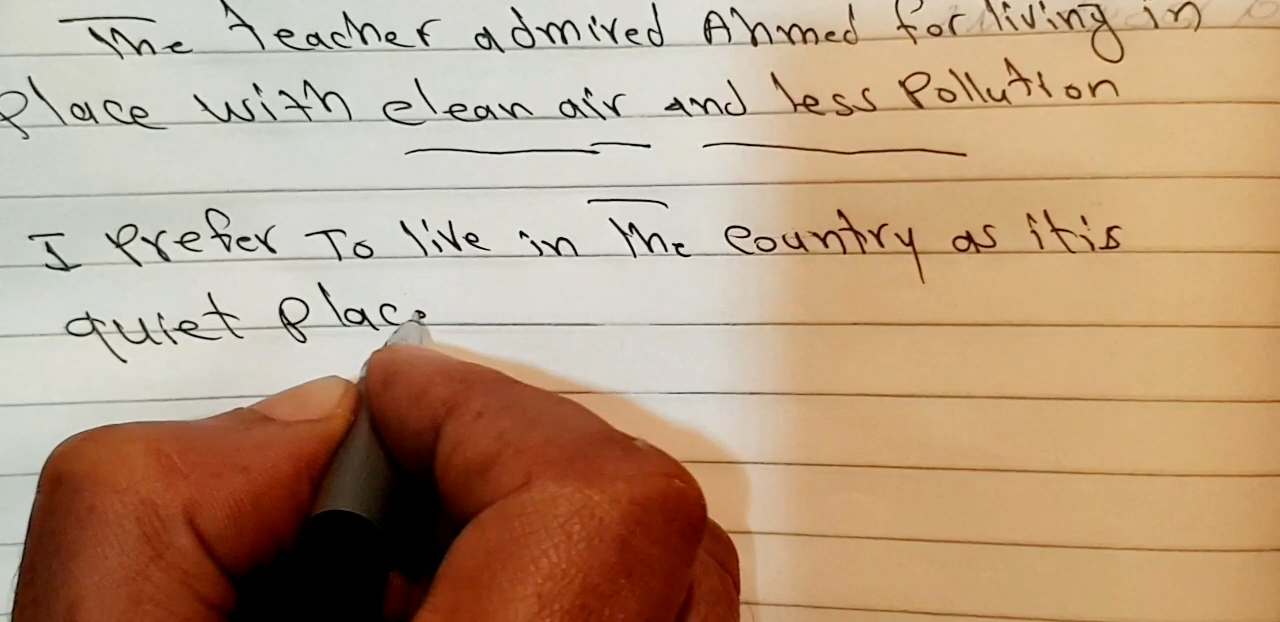 The teacher admired Ahmed for living in
Place with clean air and less Pollution
I Prefer To live in The Country as it is
quiet Place